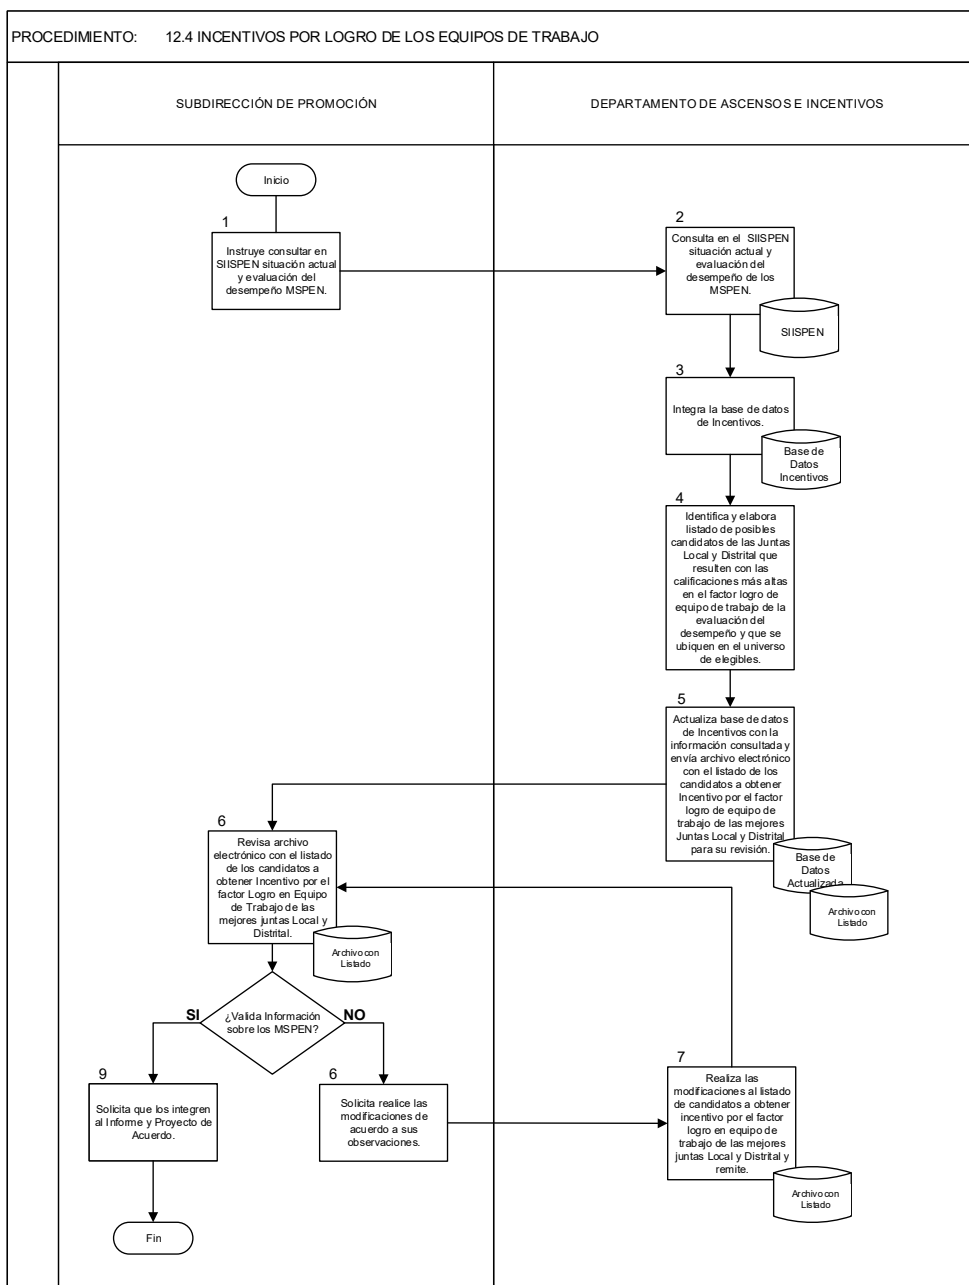 PROCEDIMIENTO: 12.4 INCENTIVOS POR LOGRO DE LOS EQUIPOS DE TRABAJO
SUBDIRECCIÓN DE PROMOCIÓN
DEPARTAMENTO DE ASCENSOS E INCENTIVOS
Inicio
1
Instruye consultar en
SIISPEN situación actual
y evaluación del
desempeño MSPEN.
2
Consulta en el SIISPEN
situación actual y
evaluación del
desempeño de los
MSPEN.
SIISPEN
3
Integra la base de datos
de Incentivos.
Base de
Datos
Incentivos
4
Identifica y elabora
listado de posibles
candidatos de las Juntas
Local y Distrital que
resulten con las
calificaciones más altas
en el factor logro de
equipo de trabajo de la
evaluación del
desempeño y que se
ubiquen en el universo
de elegibles.
5
Actualiza base de datos
de Incentivos con la
información consultada y
envía archivo electrónico
con el listado de los
candidatos a obtener
Incentivo por el factor
logro de equipo de
trabajo de las mejores
Juntas Local y Distrital
para su revisión.
Base de
Datos
Actualizada
Archivo con
Listado
6
Revisa archivo
electrónico con el listado
de los candidatos a
obtener Incentivo por el
factor Logro en Equipo
de Trabajo de las
mejores juntas Local y
Distrital.
Archivo con
Listado
¿Valida Información
sobre los MSPEN?
SI
NO
9
Solicita que los integren
al Informe y Proyecto de
Acuerdo.
6
Solicita realice las
modificaciones de
acuerdo a sus
observaciones.
7
Realiza las
modificaciones al listado
de candidatos a obtener
incentivo por el factor
logro en equipo de
trabajo de las mejores
juntas Local y Distrital y
remite.
Archivo con
Listado
Fin